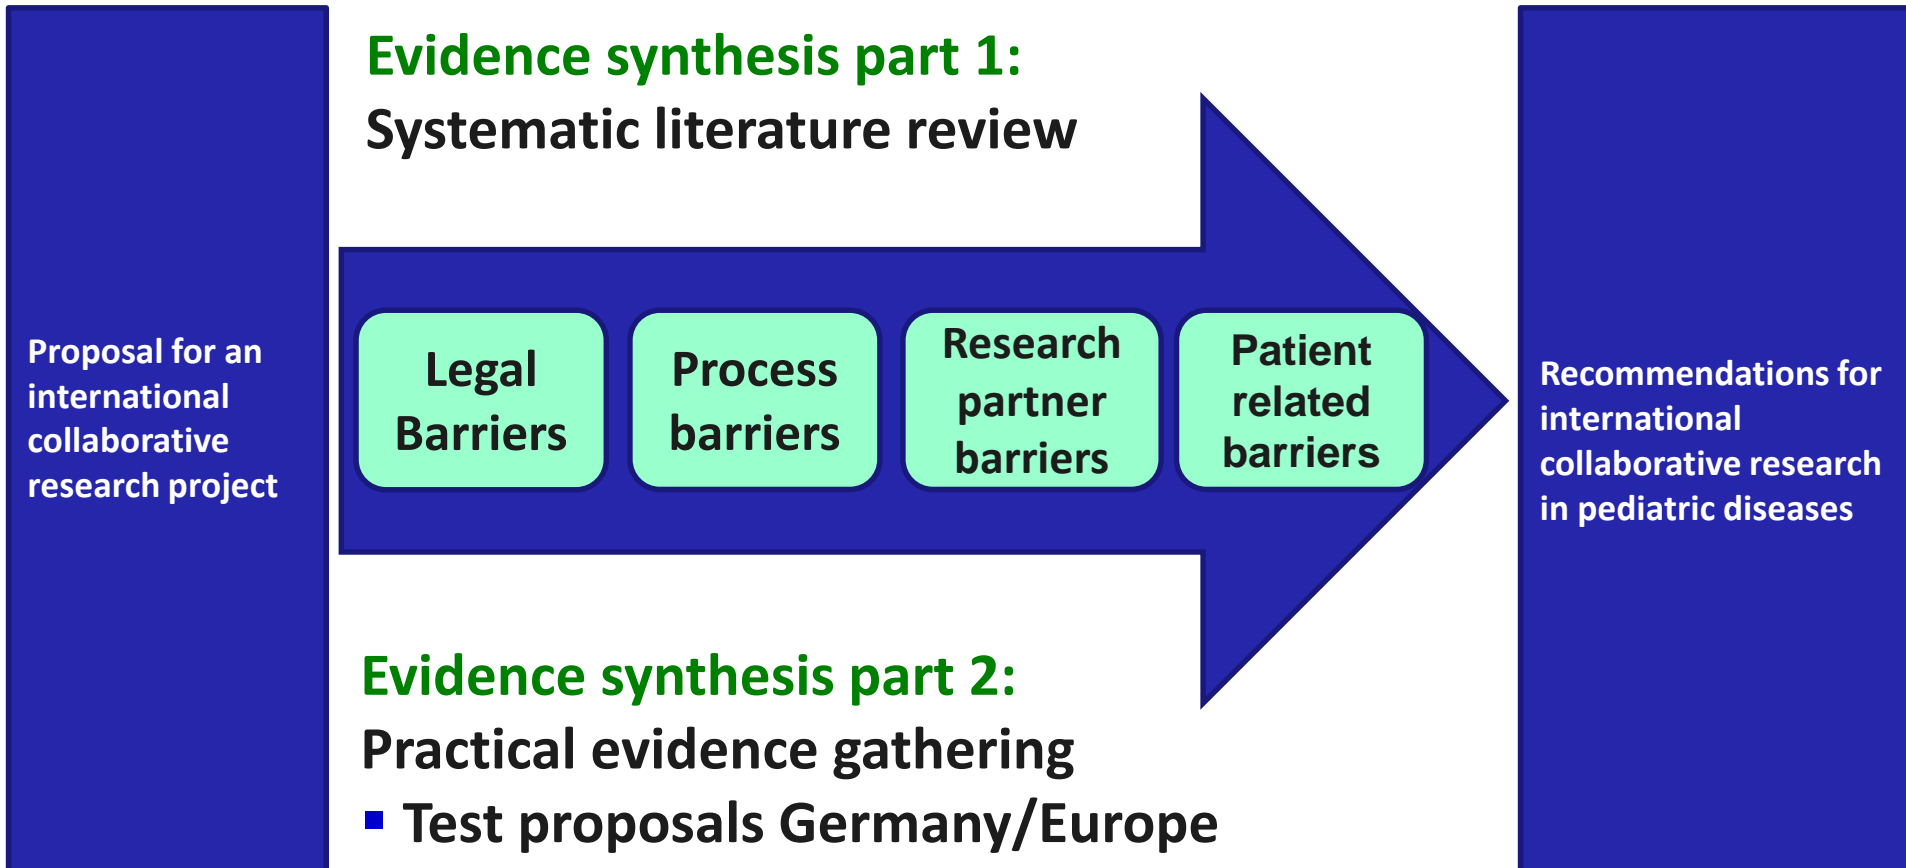 Proposal for an
international
collaborative
research project
Evidence synthesis part 1:
Systematic literature review
Legal
Barriers
Process
barriers
Research
partner
barriers
Patient
related
barriers
Evidence synthesis part 2:
Practical evidence gathering
▪ Test proposals Germany/Europe
Recommendations for
international
collaborative research
in pediatric diseases